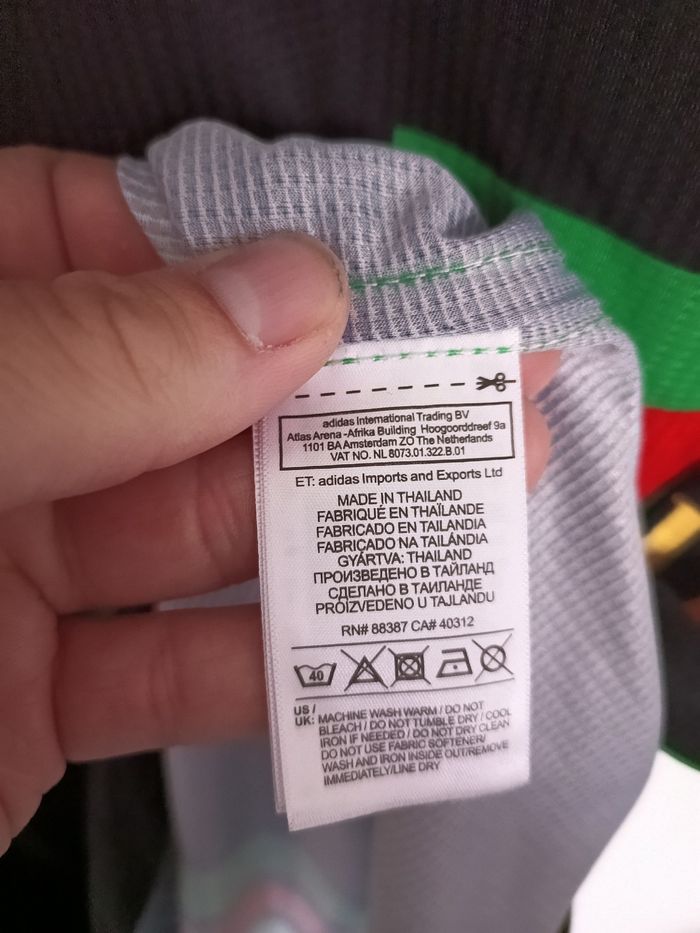 adidas International Trading BV
Atlas Arena -Afrika Building Hoogoorddreef 9a
1101 BA Amsterdam ZO The Netherlands
VAT NO. NL 8073.01.322.B.01
ET: adidas Imports and Exports Ltd
MADE IN THAILAND
FABRIQUÉ EN THAÏLANDE
FABRICADO EN TAILANDIA
FABRICADO NA TAILÂNDIA
GYÁRTVA: THAILAND
ПРОИЗВЕДЕНО В ТАЙЛАНД
СДЕЛАНО В ТАИЛАНДЕ
PROIZVEDENO U TAJLANDU
RN# 88387 CA# 40312
40
US /
UK: MACHINE WASH WARM / DO NOT
BLEACH / DO NOT TUMBLE DRY / COOL
IRON IF NEEDED / DO NOT DRY CLEAN
DO NOT USE FABRIC SOFTENER/
WASH AND IRON INSIDE OUT/REMOVE
IMMEDIATELY/LINE DRY